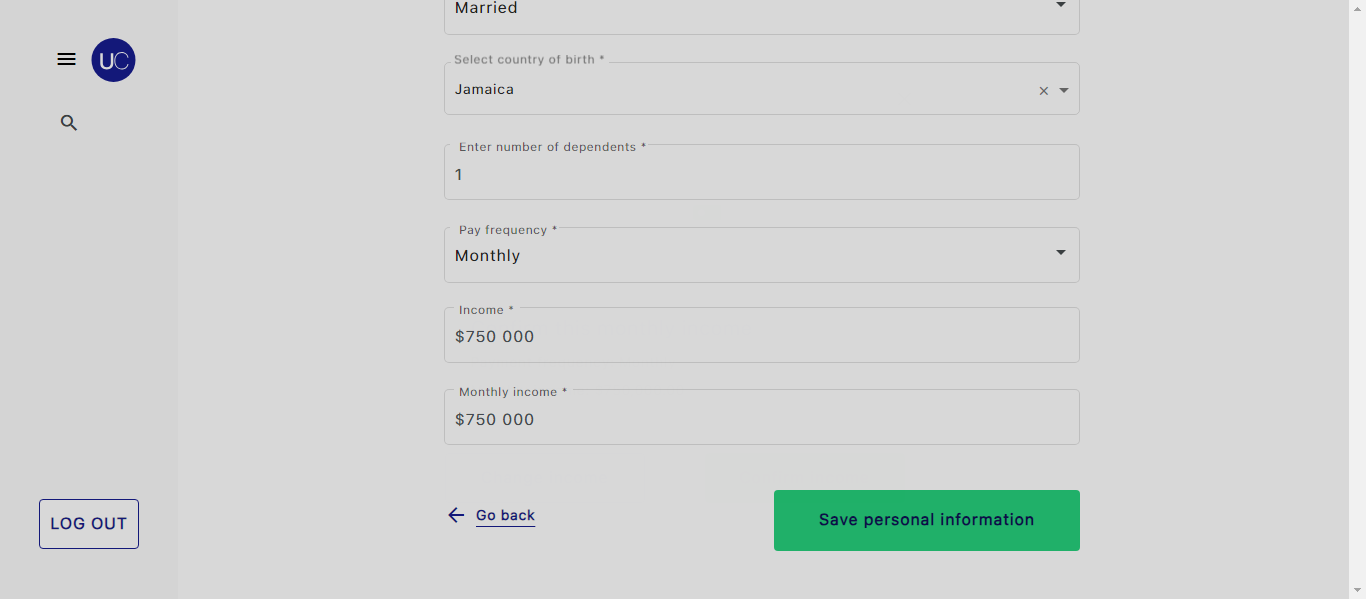 Married
UC
Select country of birth *
Jamaica
Enter number of dependents *
1
Pay frequency *
Monthly
Income *
$750 000
Monthly income *
$750 000
Go back
Save personal information
LOG OUT